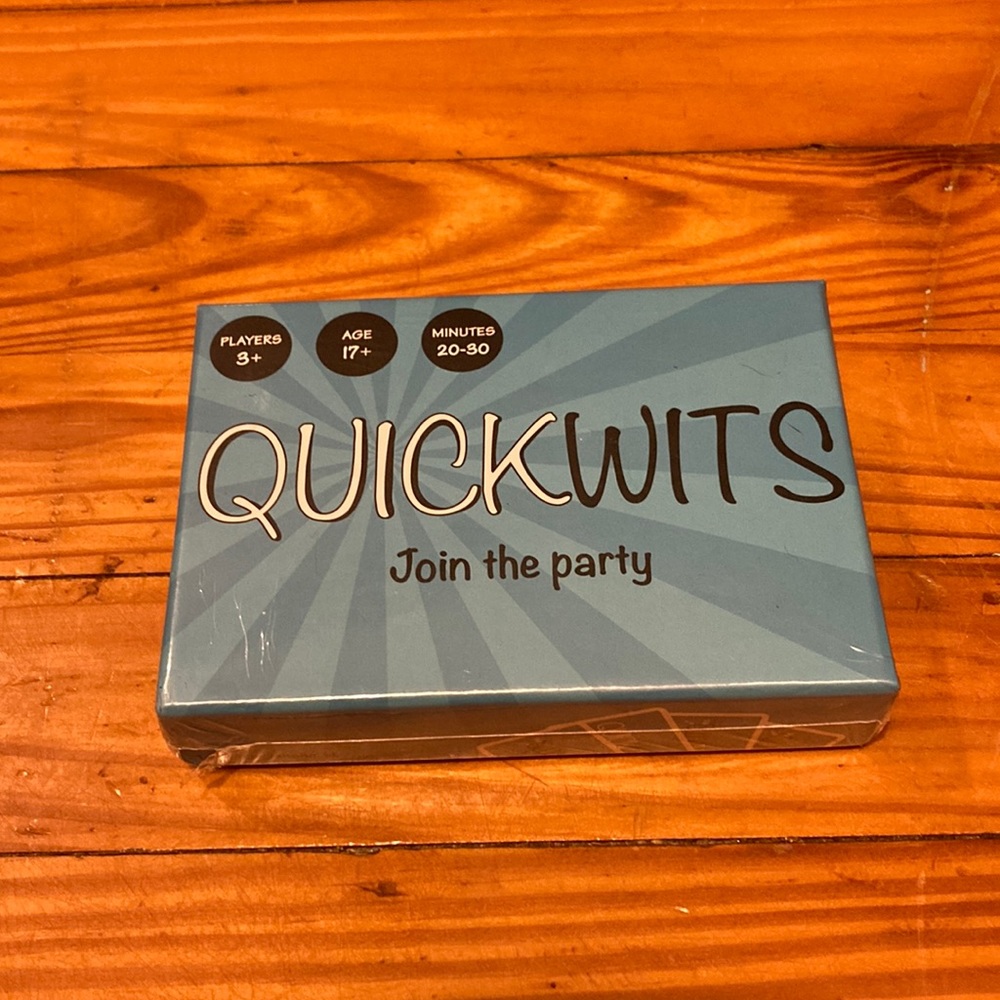 PLAYERS
3+
AGE
17+
MINUTES
20-30
QUICKWITS
Join the party